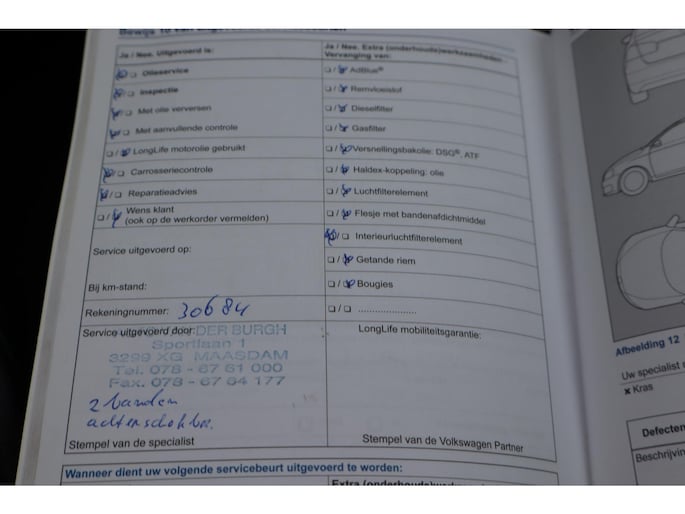 Ja / Nee. Uitgevoerd is:
Olieservice
Inspectie
Met olie verversen
Met aanvullende controle
LongLife motorolie gebruikt
Carrosseriecontrole
Reparatieadvies
Wens klant
(ook op de werkorder vermelden)
Service uitgevoerd op:
Bij km-stand:
Rekeningnummer: 30684
Service uitgevoerd door: DER BURGH
Sportlaan 1
3299 XG MAASDAM
Tel. 078 - 67 61 000
Fax. 078 - 67 64 177
2 banden
Stempel van de specialist
Ja / Nee. Extra (onderhouds)werkzaamheden -
Vervanging van:
AdBlue®
Remvloeistof
Dieselfilter
Gasfilter
Versnellingsbakolie: DSG®, ATF
Haldex-koppeling: olie
Luchtfilterelement
Flesje met bandenafdichtmiddel
Interieurluchtfilterelement
Getande riem
Bougies
/ ....................
LongLife mobiliteitsgarantie:
Stempel van de Volkswagen Partner
Wanneer dient uw volgende servicebeurt uitgevoerd te worden:
Afbeelding 12
Uw specialist
× Kras
Defecten